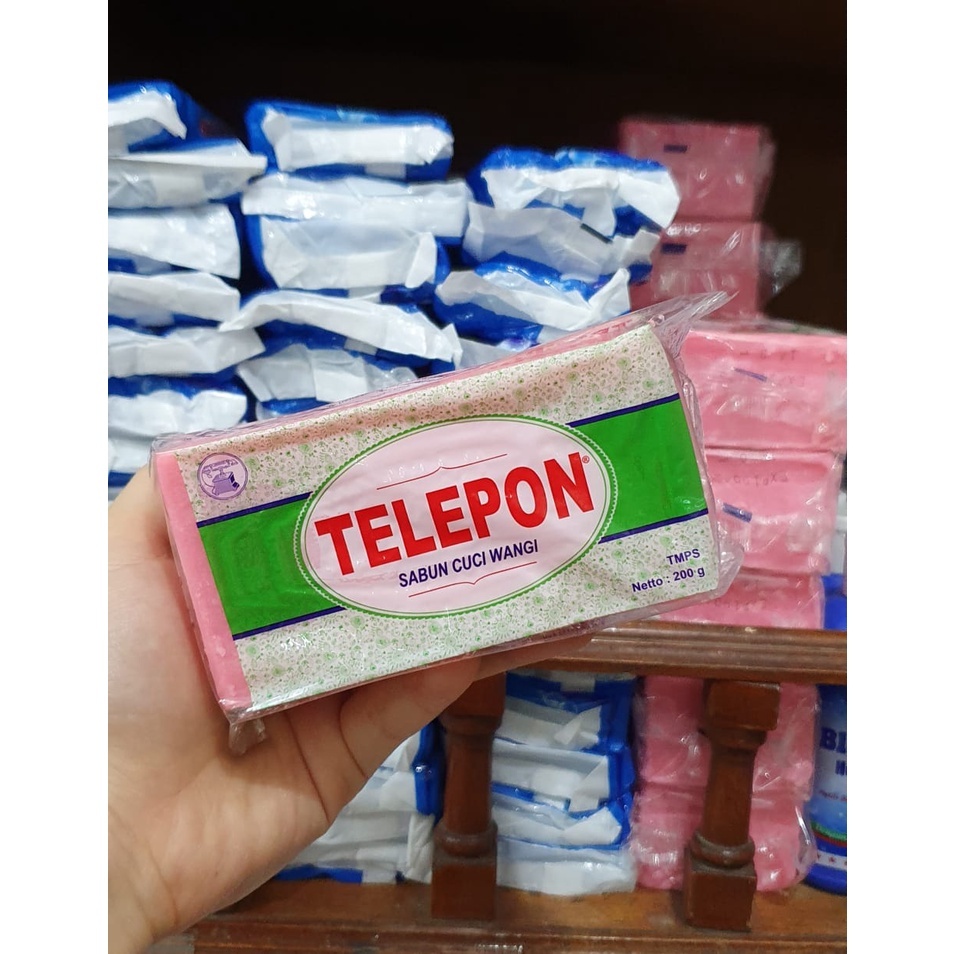 TELEPON®
SABUN CUCI WANGI
TMPS
Netto : 200 g